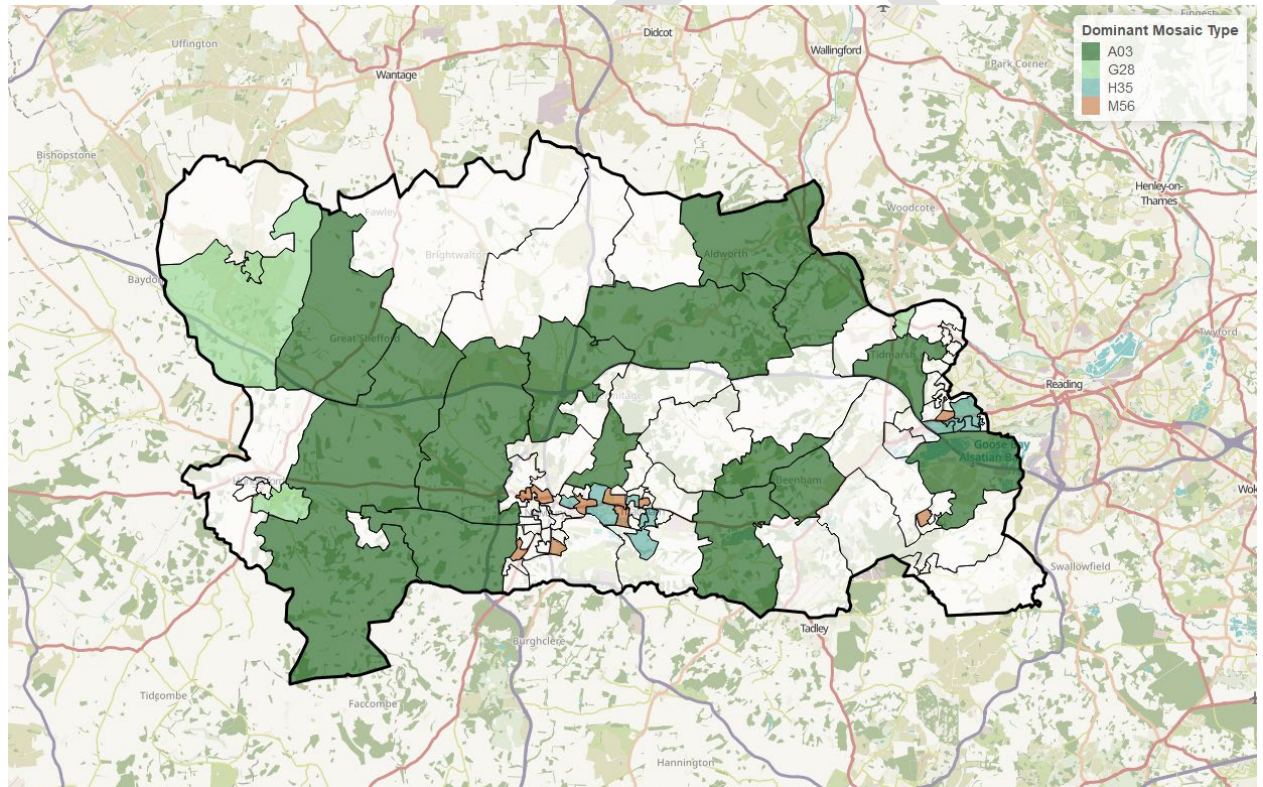 Didcot
Uffington
Wallingford
Dominant Mosaic Type
A03
G28
H35
M56
Park Corner
Wantage
Bishopstone
Henley-on-
Thames
Woodcote
Fawley
Brightwalton
Aldworth
Great Shefford
Twyford
Tidmarsh
Reading
Beenham
Swallowfield
Tadley
Burghclere
Tidcombe
Faccombe
Hannington